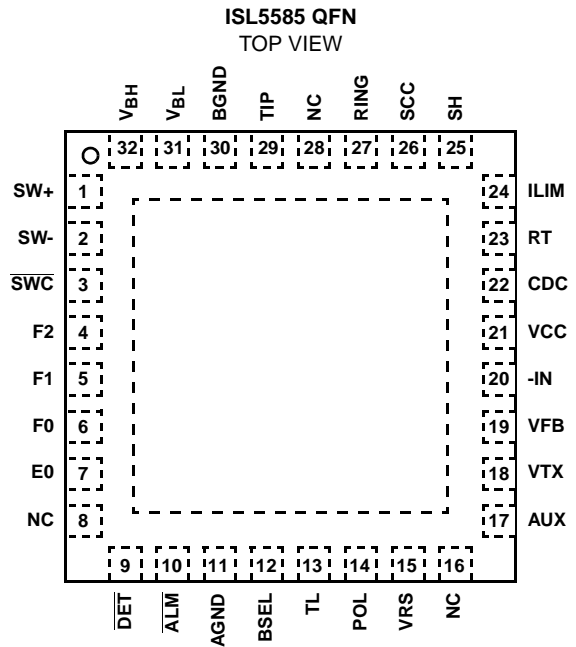 ISL5585 QFN
TOP VIEW
VBH
VBL
BGND
TIP
NC
RING
SCC
SH
32 31 30 29 28 27 26 25
SW+ 1
SW- 2
SWC 3
F2 4
F1 5
F0 6
E0 7
NC 8
24 ILIM
23 RT
22 CDC
21 VCC
20 -IN
19 VFB
18 VTX
17 AUX
9 10 11 12 13 14 15 16
DET
ALM
AGND
BSEL
TL
POL
VRS
NC